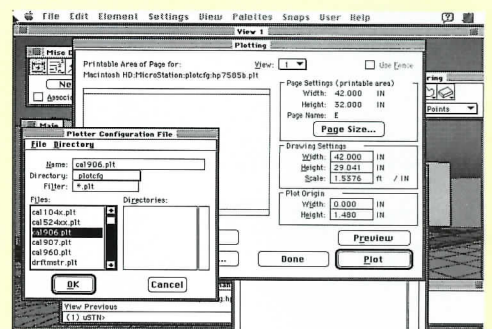 File Edit Element Settings View Palettes Snaps User Help
View 1
Plotting
Printable Area of Page for:
View: 1
Use Fence
Macintosh HD:MicroStation:plotcfg:hp7585b.plt
Page Settings (printable area)
Width: 42.000 IN
Height: 32.000 IN
Page Name: E
Page Size...
Drawing Settings
Width: 42.000 IN
Height: 29.041 IN
Scale: 1.5376 ft / IN
Plot Origin
Width: 0.000 IN
Height: 1.480 IN
Preview
Done
Plot
Points
Main
Plotter Configuration File
File Directory
Name: cal906.plt
Directory: plotcfg
Filter: *.plt
Files:
Directories:
cal104x.plt
cal524xx.plt
cal906.plt
cal907.plt
cal960.plt
drftmstr.plt
OK
Cancel
View Previous
(1) uSTN>